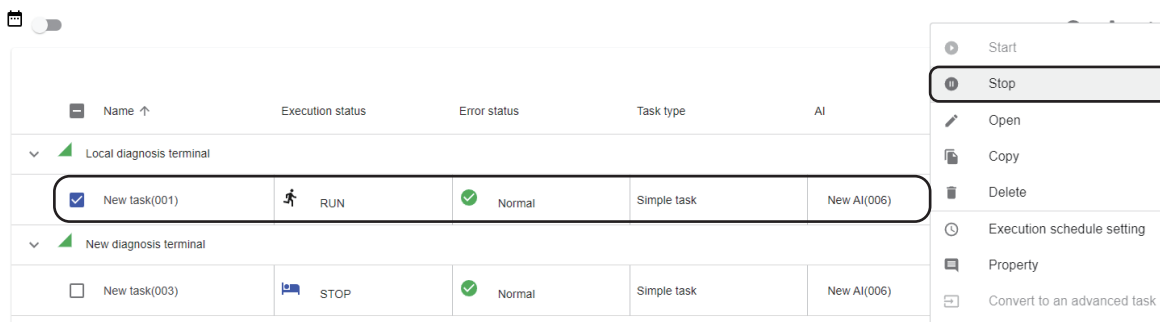 Start
Stop
Name Execution status Error status Task type AI
Open
Local diagnosis terminal
Copy
New task(001) RUN Normal Simple task New AI(006)
Delete
Execution schedule setting
New diagnosis terminal
Property
New task(003) STOP Normal Simple task New AI(006)
Convert to an advanced task